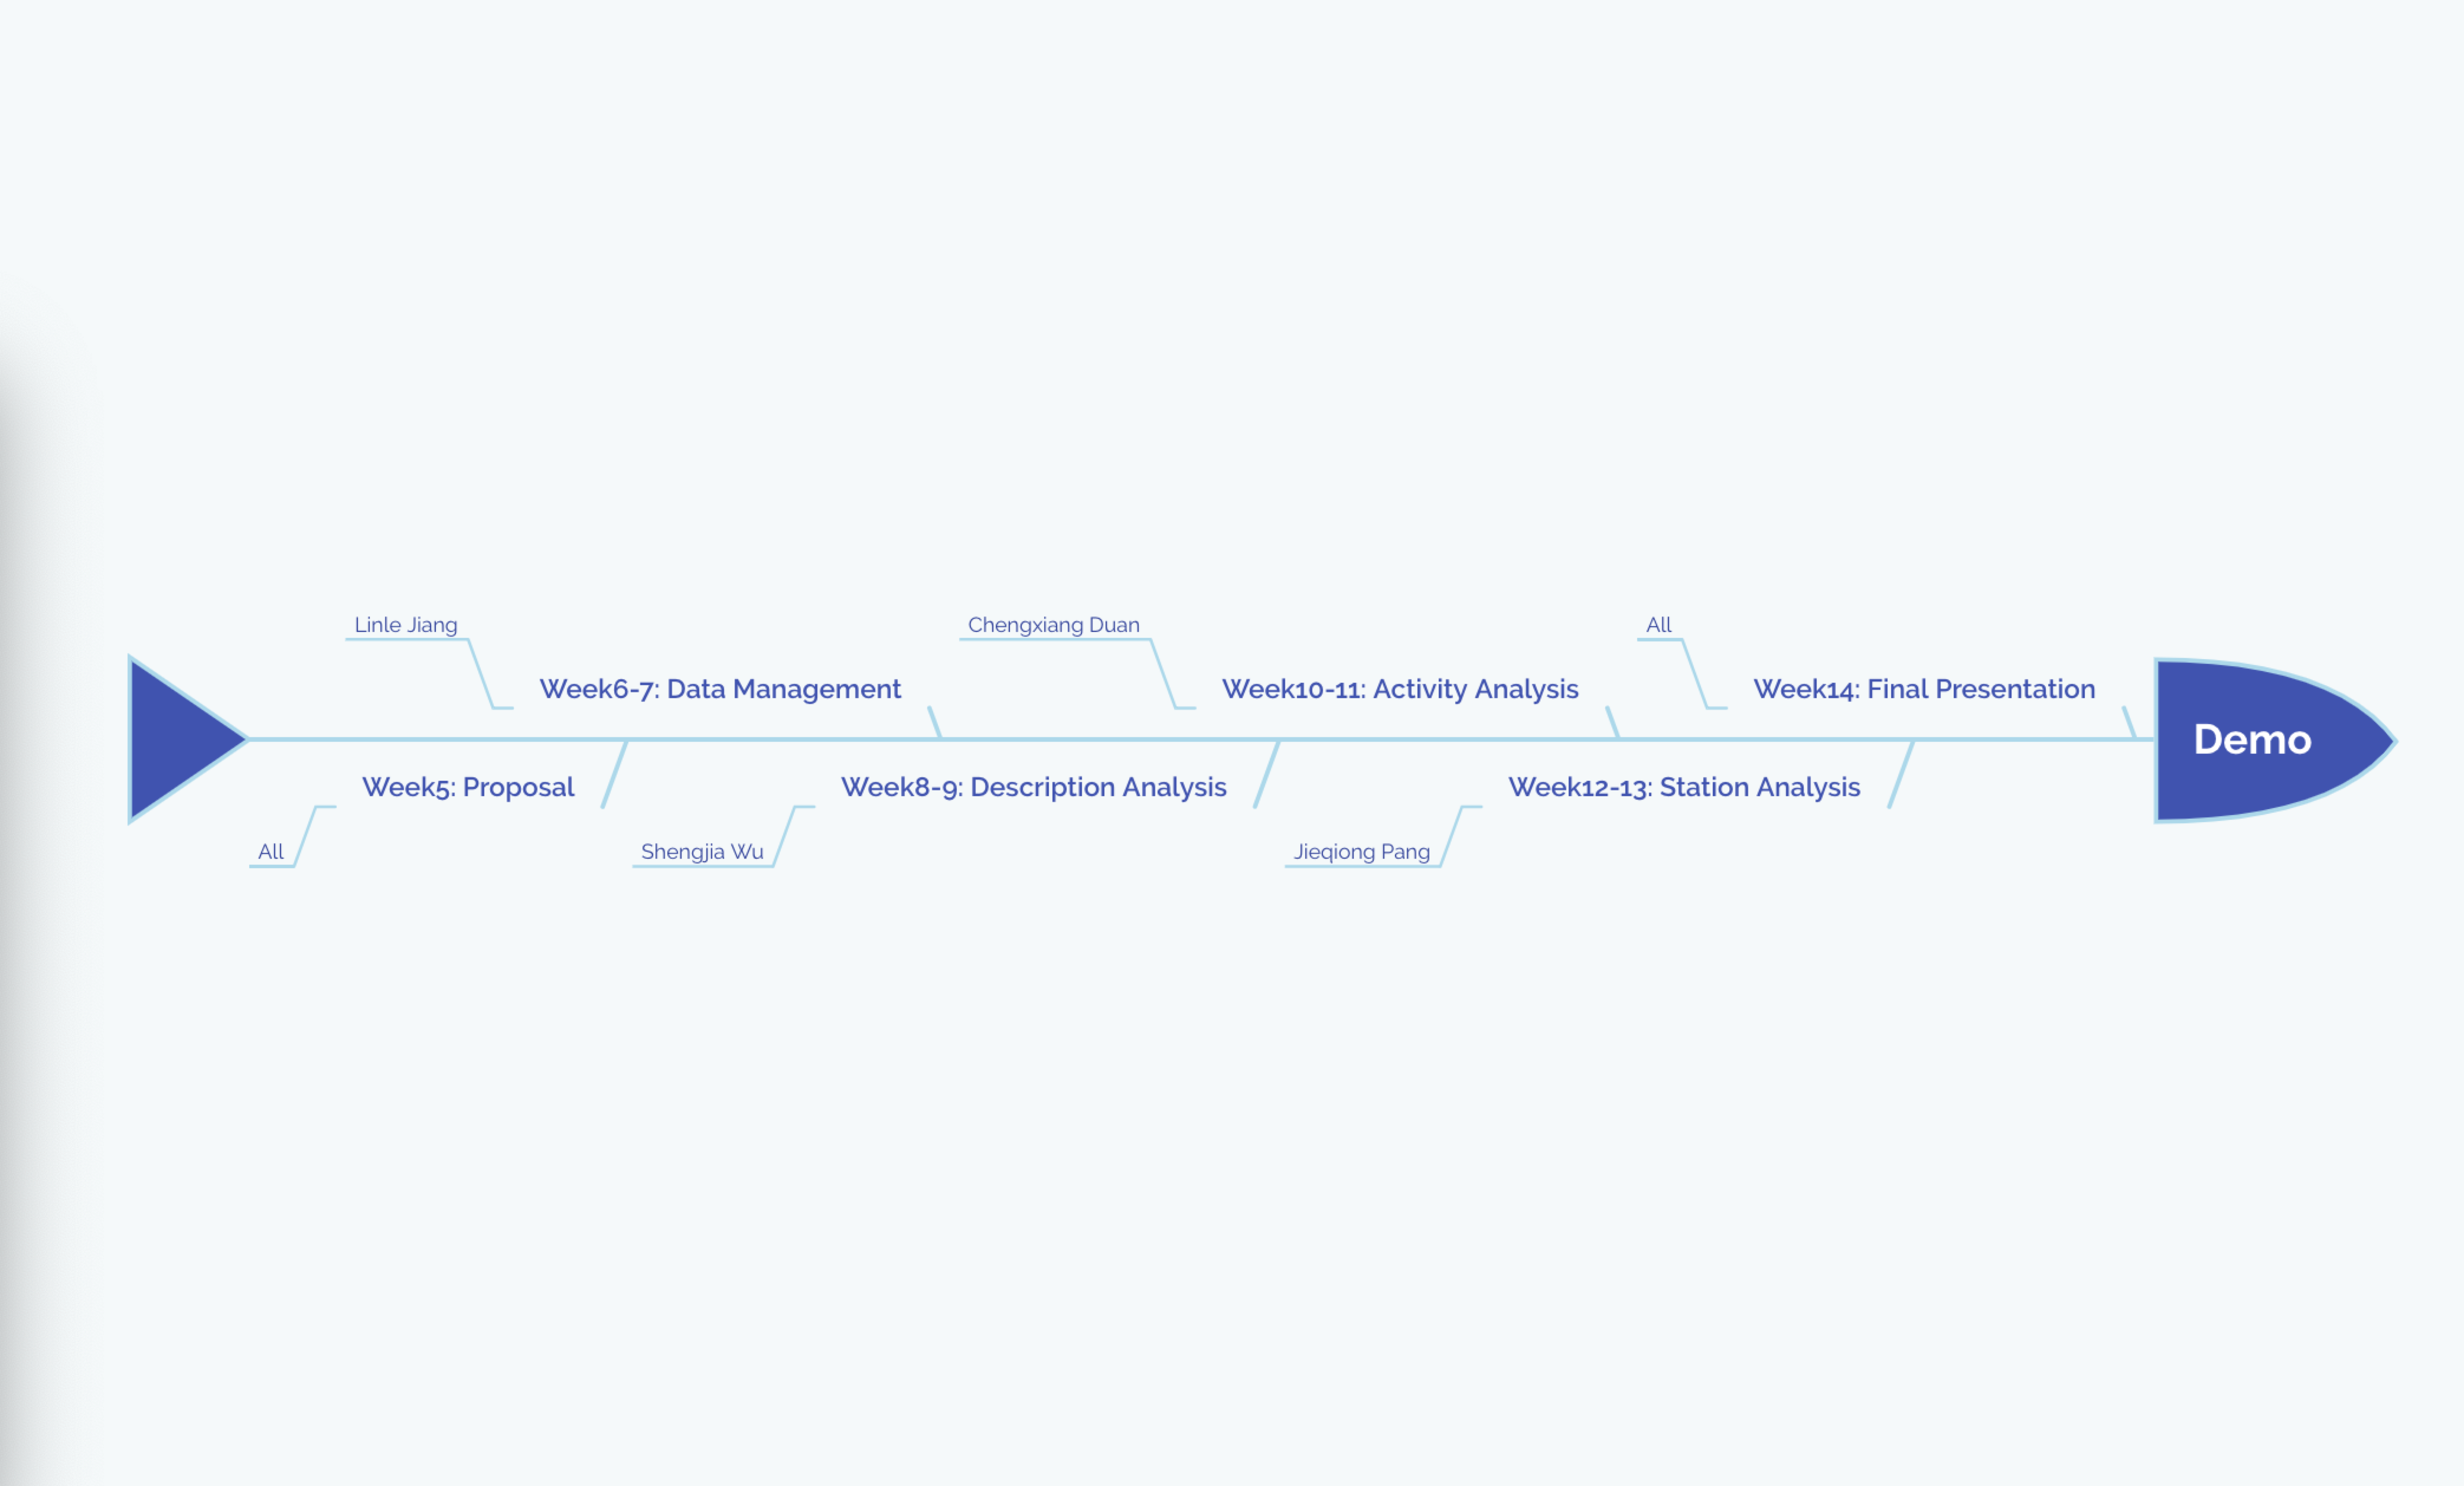 Linle Jiang
Chengxiang Duan
All
Week6-7: Data Management
Week10-11: Activity Analysis
Week14: Final Presentation
Demo
Week5: Proposal
Week8-9: Description Analysis
Week12-13: Station Analysis
All
Shengjia Wu
Jieqiong Pang